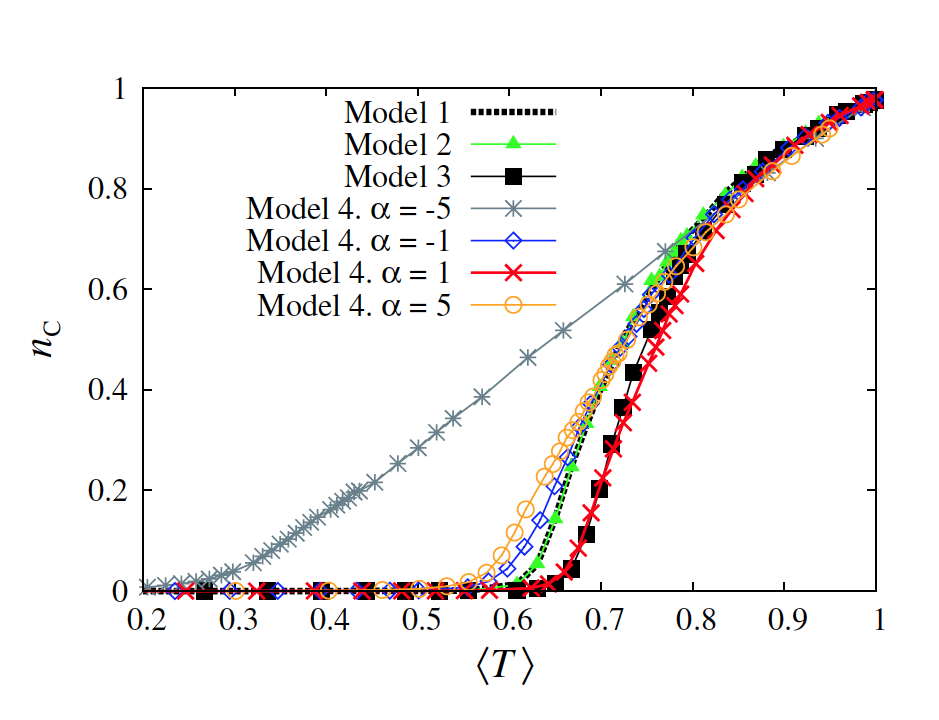 1
0.8
0.6
0.4
0.2
0
n_C
Model 1
Model 2
Model 3
Model 4. α = -5
Model 4. α = -1
Model 4. α = 1
Model 4. α = 5
0.2 0.3 0.4 0.5 0.6 0.7 0.8 0.9 1
⟨T⟩